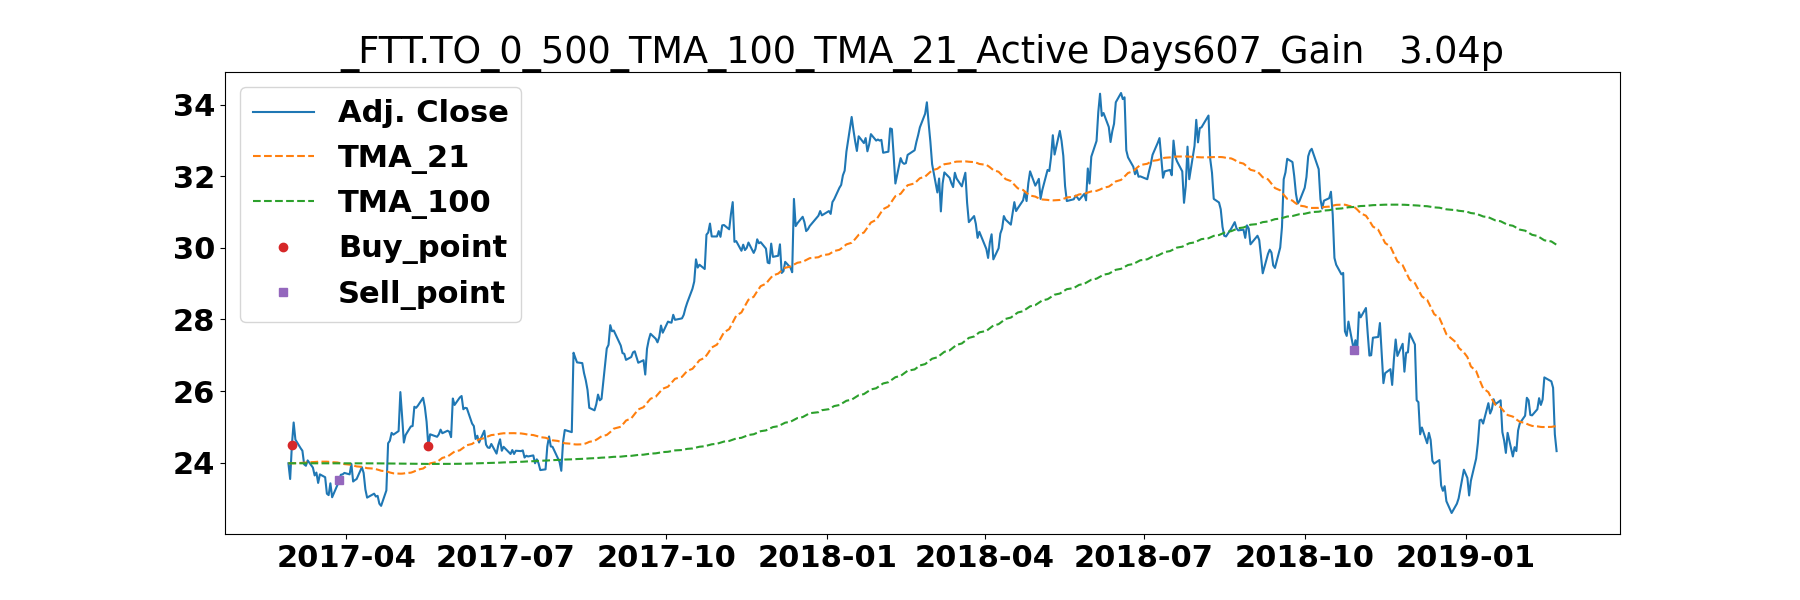 _FTT.TO_0_500_TMA_100_TMA_21_Active Days607_Gain   3.04p
Adj. Close
TMA_21
TMA_100
Buy_point
Sell_point
34
32
30
28
26
24
2017-04 2017-07 2017-10 2018-01 2018-04 2018-07 2018-10 2019-01